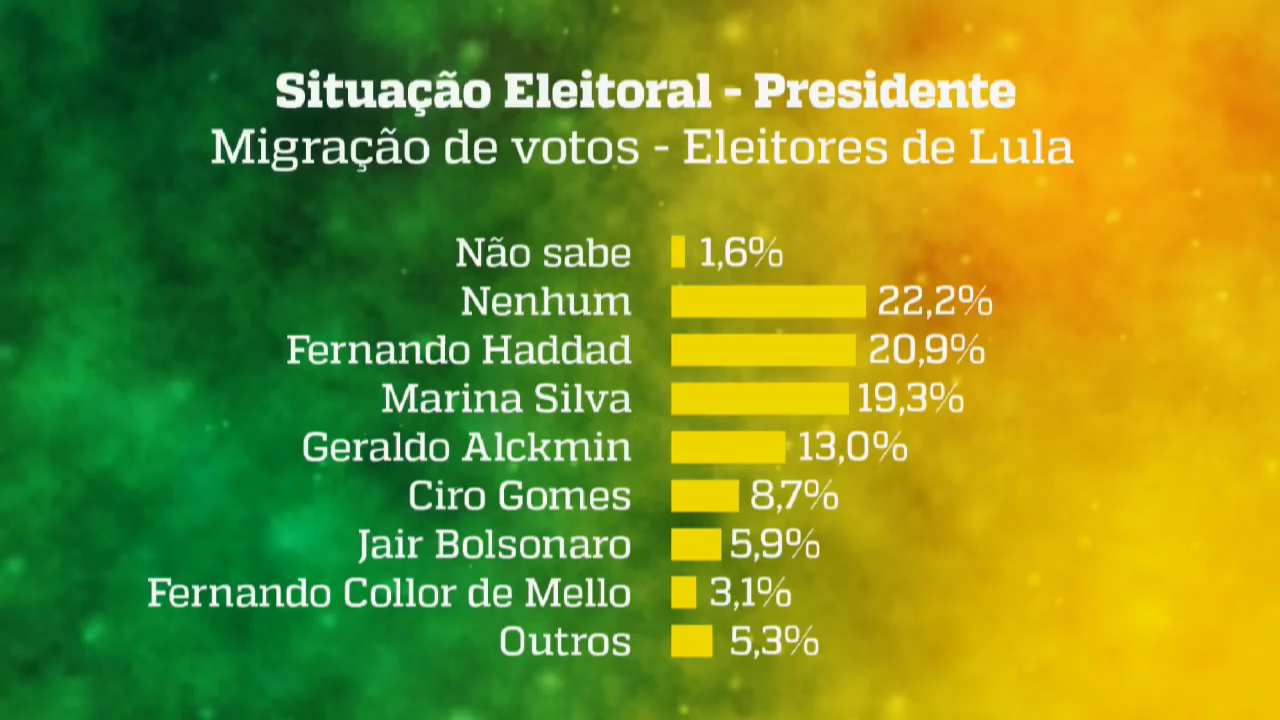 Situação Eleitoral - Presidente
Migração de votos - Eleitores de Lula
Não sabe 1,6%
Nenhum 22,2%
Fernando Haddad 20,9%
Marina Silva 19,3%
Geraldo Alckmin 13,0%
Ciro Gomes 8,7%
Jair Bolsonaro 5,9%
Fernando Collor de Mello 3,1%
Outros 5,3%